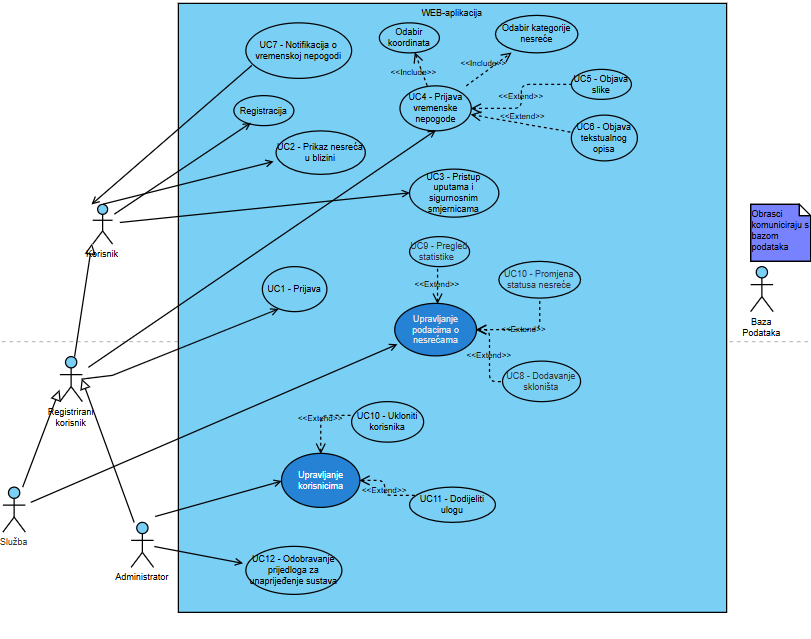 WEB-aplikacija
UC7 - Notifikacija o
vremenskoj nepogodi
Odabir
koordinata
Odabir kategorije
nesreće
<<Include>>
<<Include>>
UC4 - Prijava
vremenske
nepogode
<<Extend>>
UC5 - Objava
slike
<<Extend>>
UC6 - Objava
tekstualnog
opisa
Registracija
UC2 - Prikaz nesreća
u blizini
UC3 - Pristup
uputama i
sigurnosnim
smjernicama
Korisnik
Obrasci
komuniciraju s
bazom
podataka
Baza
Podataka
UC9 - Pregled
statistike
<<Extend>>
UC10 - Promjena
statusa nesreće
UC1 - Prijava
Upravljanje
podacima o
nesrećama
<<Extend>>
<<Extend>>
UC8 - Dodavanje
skloništa
Registrirani
korisnik
<<Extend>>
UC10 - Ukloniti
korisnika
Upravljanje
korisnicima
<<Extend>>
UC11 - Dodijeliti
ulogu
Služba
Administrator
UC12 - Odobravanje
prijedloga za
unaprijeđenje sustava